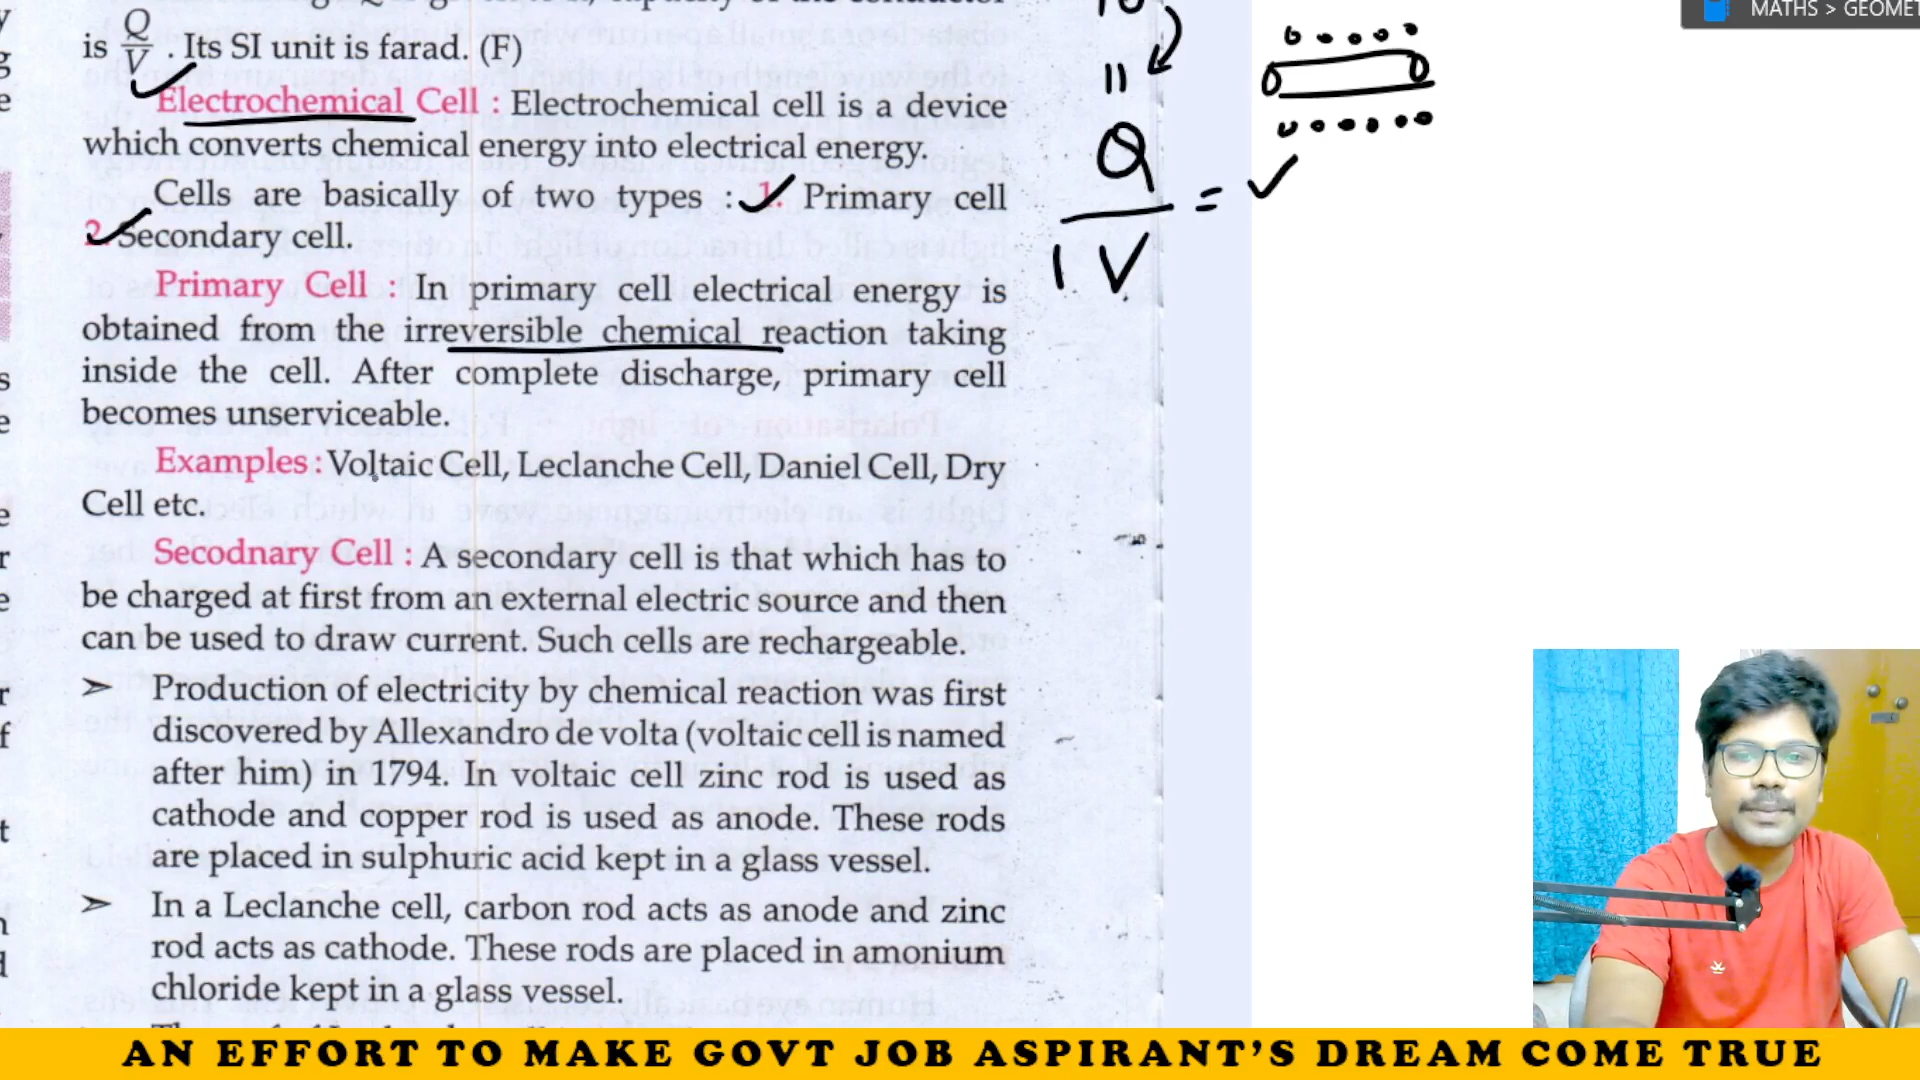 capacity of the conductor
is Q/V Its SI unit is farad. (F)
Electrochemical Cell : Electrochemical cell is a device
which converts chemical energy into electrical energy.
Cells are basically of two types : 1. Primary cell
2. Secondary cell.
Primary Cell : In primary cell electrical energy is
obtained from the irreversible chemical reaction taking
inside the cell. After complete discharge, primary cell
becomes unserviceable.
Examples : Voltaic Cell, Leclanche Cell, Daniel Cell, Dry
Cell etc.
Secodnary Cell : A secondary cell is that which has to
be charged at first from an external electric source and then
can be used to draw current. Such cells are rechargeable.
➢ Production of electricity by chemical reaction was first
discovered by Allexandro de volta (voltaic cell is named
after him) in 1794. In voltaic cell zinc rod is used as
cathode and copper rod is used as anode. These rods
are placed in sulphuric acid kept in a glass vessel.
➢ In a Leclanche cell, carbon rod acts as anode and zinc
rod acts as cathode. These rods are placed in amonium
chloride kept in a glass vessel.
Q
=
1 V
MATHS > GEOMET
AN EFFORT TO MAKE GOVT JOB ASPIRANT'S DREAM COME TRUE